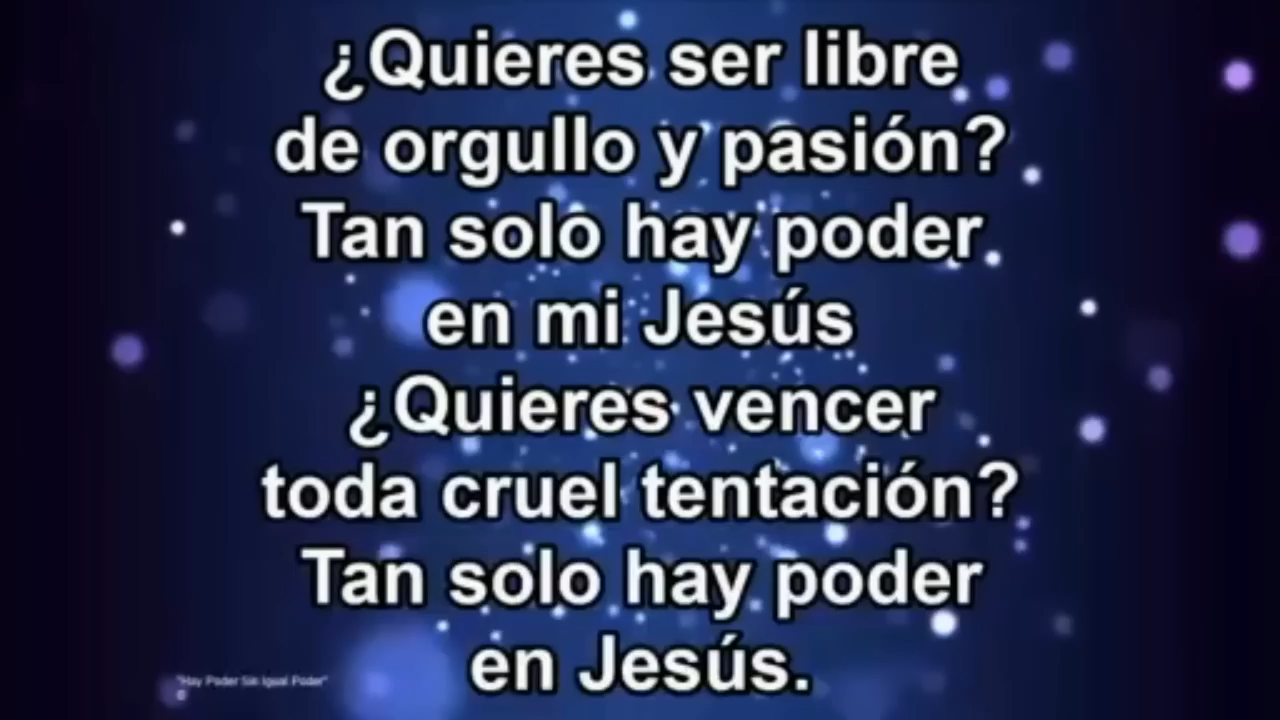 ¿Quieres ser libre
de orgullo y pasión?
Tan solo hay poder
en mi Jesús
¿Quieres vencer
toda cruel tentación?
Tan solo hay poder
en Jesús.
"Hay Poder Sin Igual Poder"